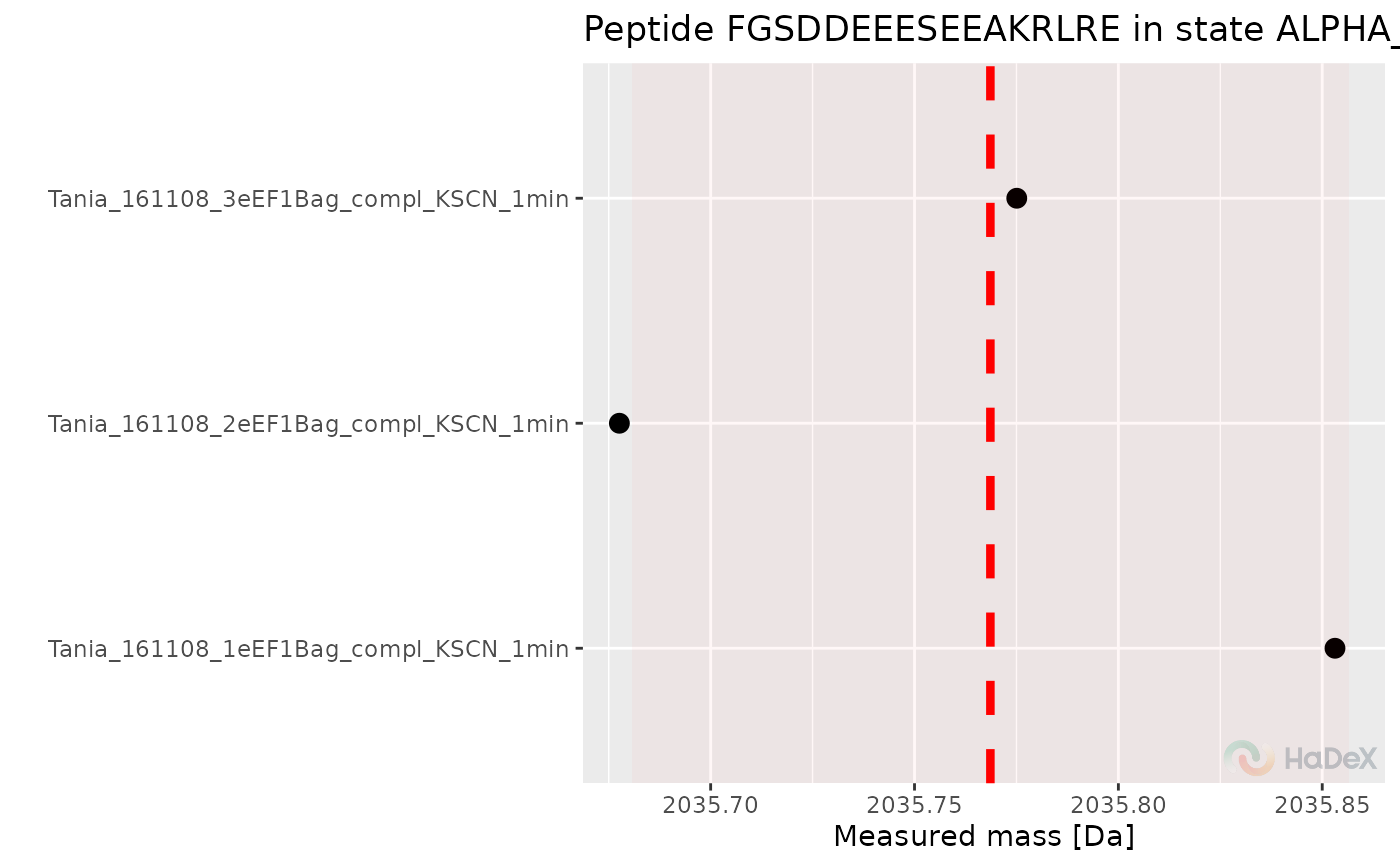 Peptide FGSDDEEESEEAKRLRE in state ALPHA_
Tania_161108_3eEF1Bag_compl_KSCN_1min
Tania_161108_2eEF1Bag_compl_KSCN_1min
Tania_161108_1eEF1Bag_compl_KSCN_1min
HaDeX
2035.70 2035.75 2035.80 2035.85
Measured mass [Da]